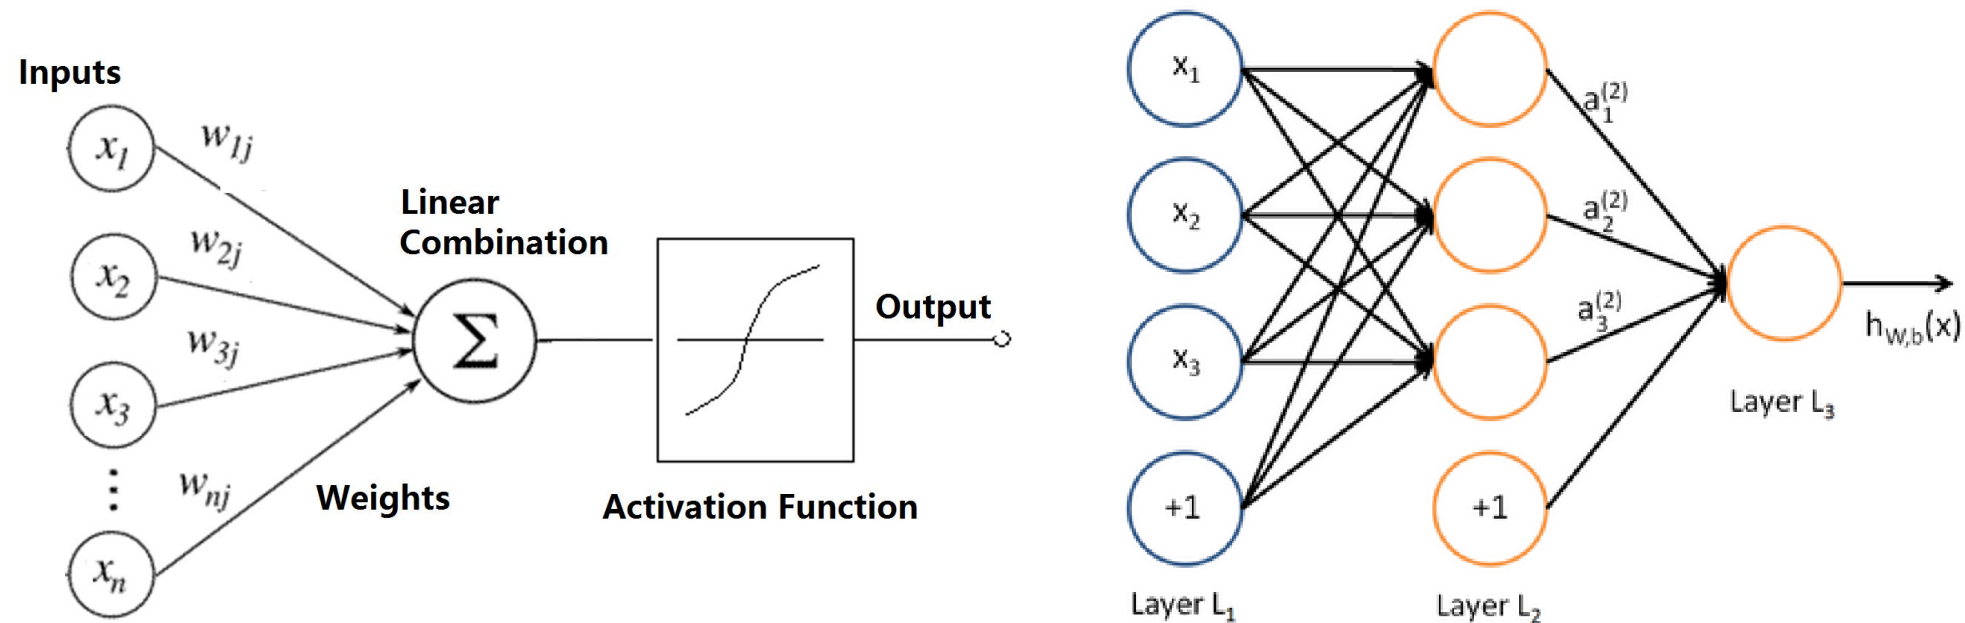 Inputs
x₁
w₁ⱼ
x₂
w₂ⱼ
x₃
w₃ⱼ
⋮
xₙ
wₙⱼ
Weights
Linear
Combination
Σ
Activation Function
Output
x₁
x₂
x₃
+1
Layer L₁
a₁⁽²⁾
a₂⁽²⁾
a₃⁽²⁾
+1
Layer L₂
Layer L₃
h_W,b(x)